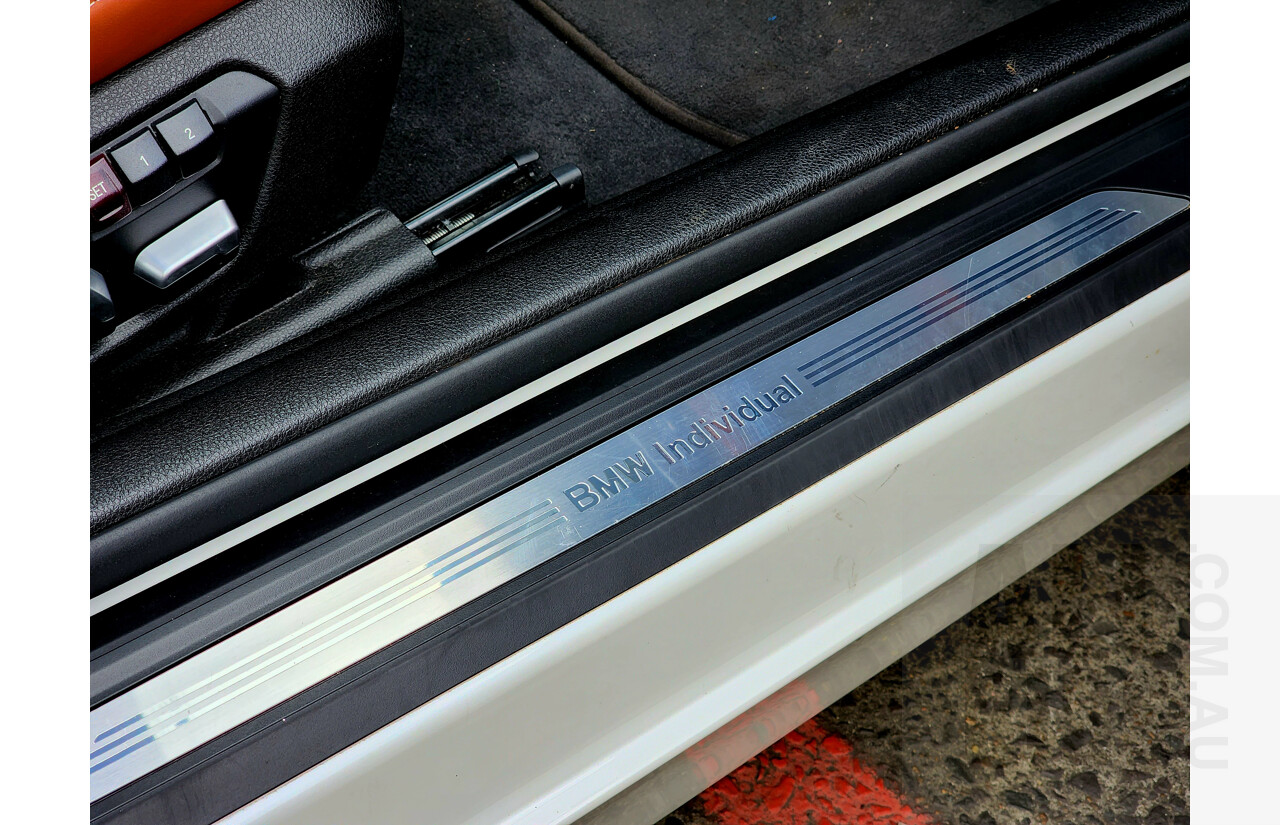 1
2
SET
BMW Individual
.COM.AU